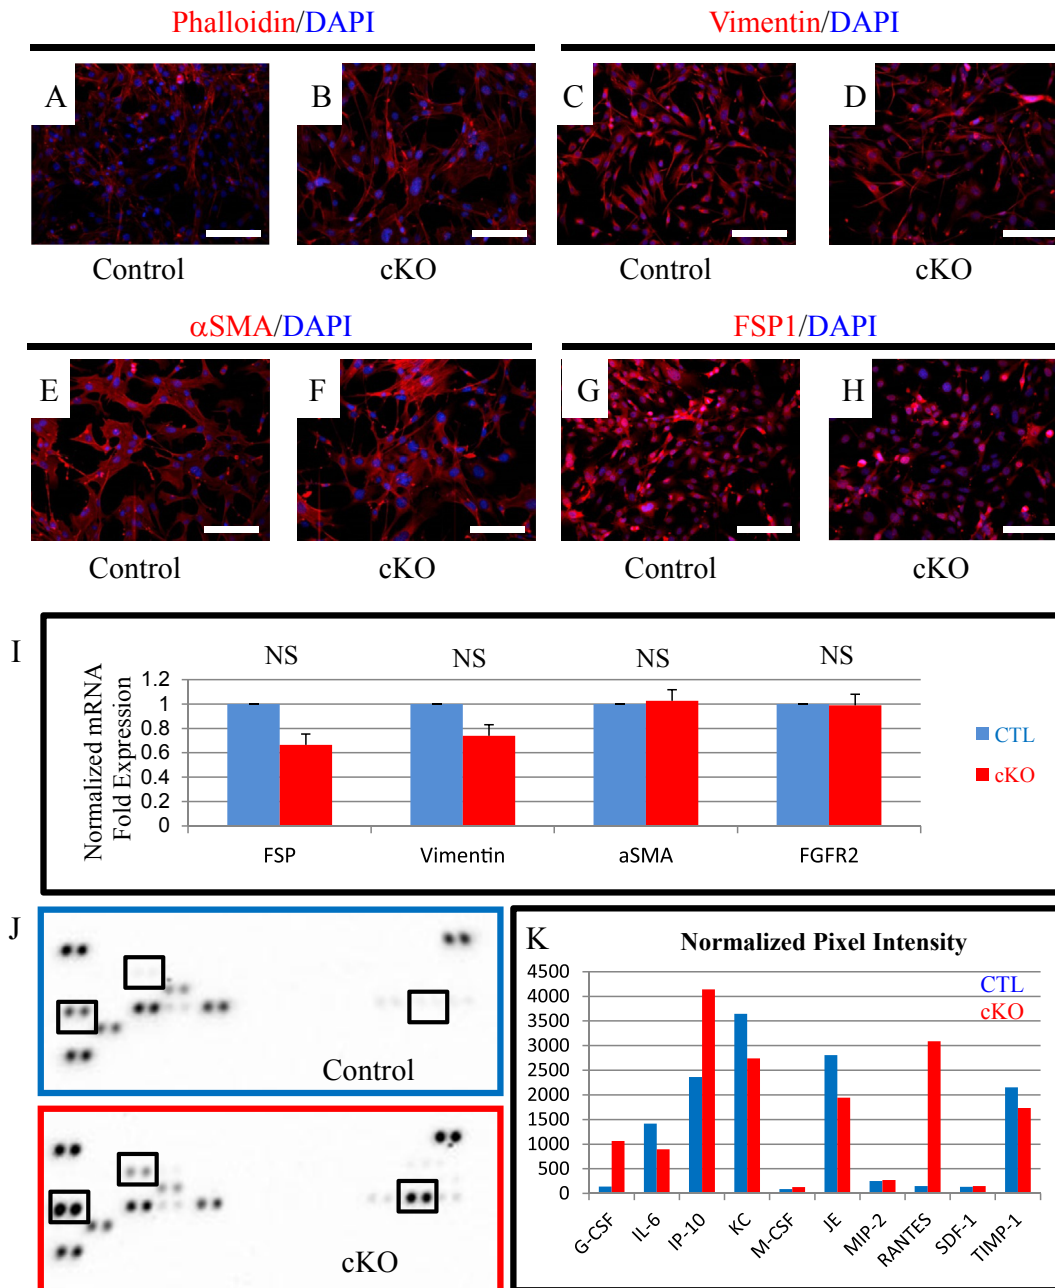 Phalloidin/DAPI
Vimentin/DAPI
A
B
C
D
Control
cKO
Control
cKO
αSMA/DAPI
FSP1/DAPI
E
F
G
H
Control
cKO
Control
cKO
I
NS
NS
NS
NS
Normalized mRNA
Fold Expression
1.2
1
0.8
0.6
0.4
0.2
0
FSP
Vimentin
aSMA
FGFR2
CTL
cKO
J
Control
cKO
K
Normalized Pixel Intensity
4500
4000
3500
3000
2500
2000
1500
1000
500
0
CTL
cKO
G-CSF
IL-6
IP-10
KC
M-CSF
JE
MIP-2
RANTES
SDF-1
TIMP-1